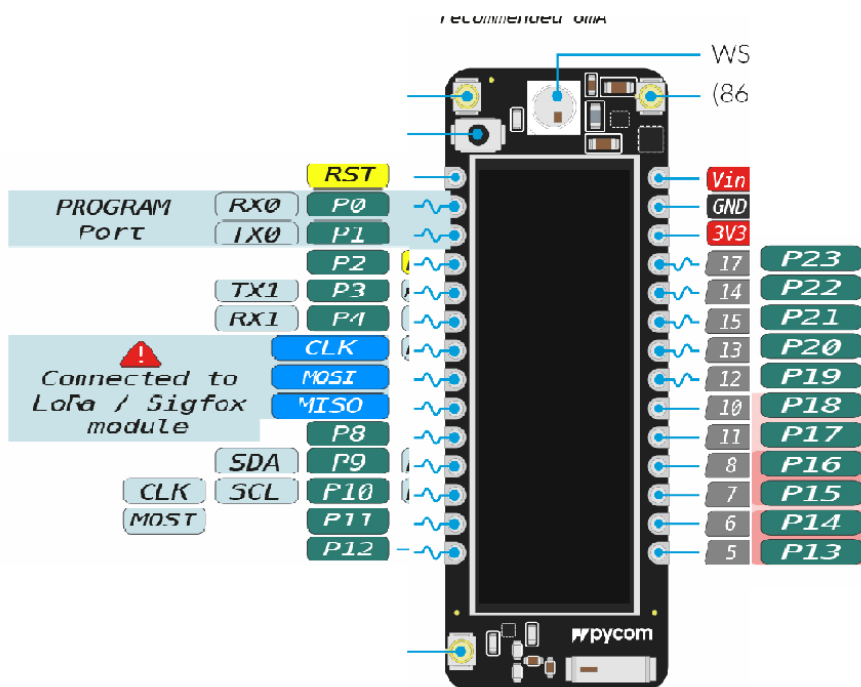 recommended 6mA
WS
(86
RST
Vin
PROGRAM
Port
RX0 P0
GND
TX0 P1
3V3
P2
17 P23
TX1 P3
14 P22
RX1 P4
15 P21
CLK
13 P20
Connected to
LoRa / Sigfox
module
MOSI
12 P19
MISO
10 P18
P8
11 P17
SDA P9
8 P16
CLK SCL P10
7 P15
MOST P11
6 P14
P12
5 P13
pycom